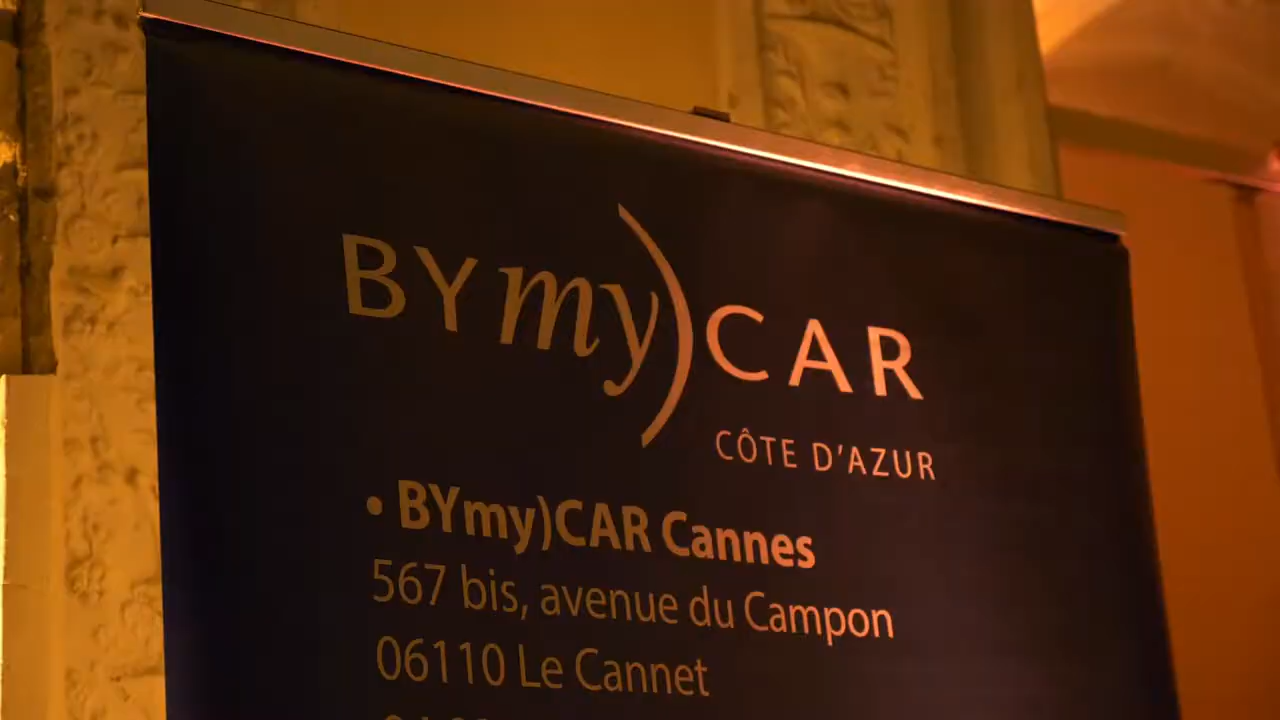 BYmy)CAR
CÔTE D'AZUR
• BYmy)CAR Cannes
567 bis, avenue du Campon
06110 Le Cannet